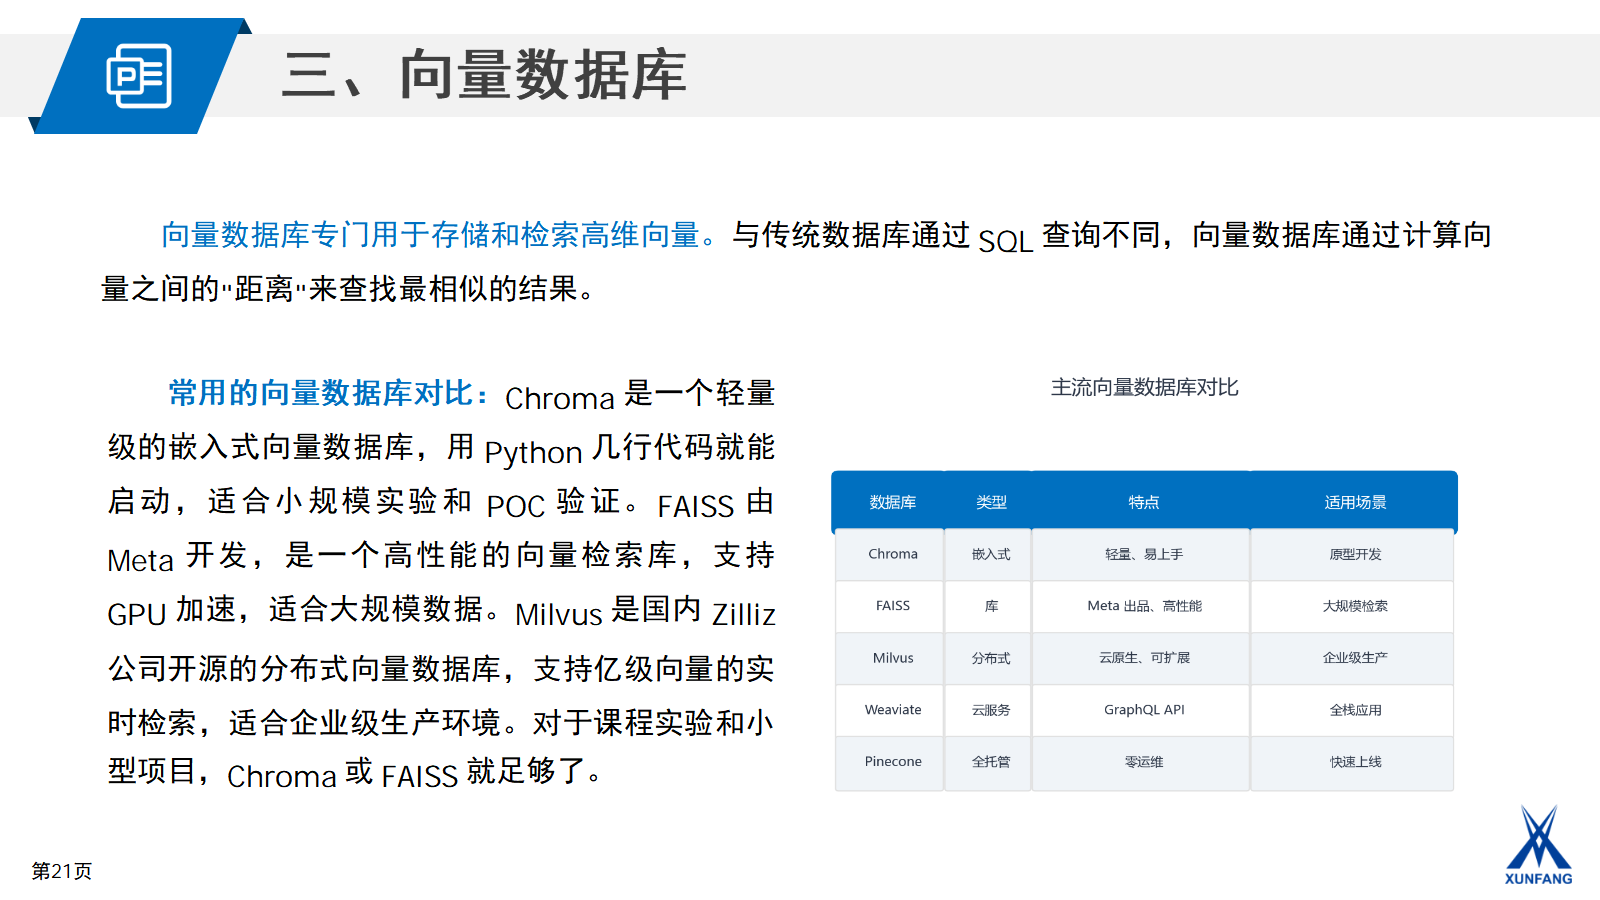 三、向量数据库
向量数据库专门用于存储和检索高维向量。与传统数据库通过 SQL 查询不同，向量数据库通过计算向
量之间的"距离"来查找最相似的结果。
常用的向量数据库对比：Chroma 是一个轻量
级的嵌入式向量数据库，用 Python 几行代码就能
启动，适合小规模实验和 POC 验证。FAISS 由
Meta 开发，是一个高性能的向量检索库，支持
GPU 加速，适合大规模数据。Milvus 是国内 Zilliz
公司开源的分布式向量数据库，支持亿级向量的实
时检索，适合企业级生产环境。对于课程实验和小
型项目，Chroma 或 FAISS 就足够了。
主流向量数据库对比
数据库 类型 特点 适用场景
Chroma 嵌入式 轻量、易上手 原型开发
FAISS 库 Meta 出品、高性能 大规模检索
Milvus 分布式 云原生、可扩展 企业级生产
Weaviate 云服务 GraphQL API 全栈应用
Pinecone 全托管 零运维 快速上线
第21页
XUNFANG